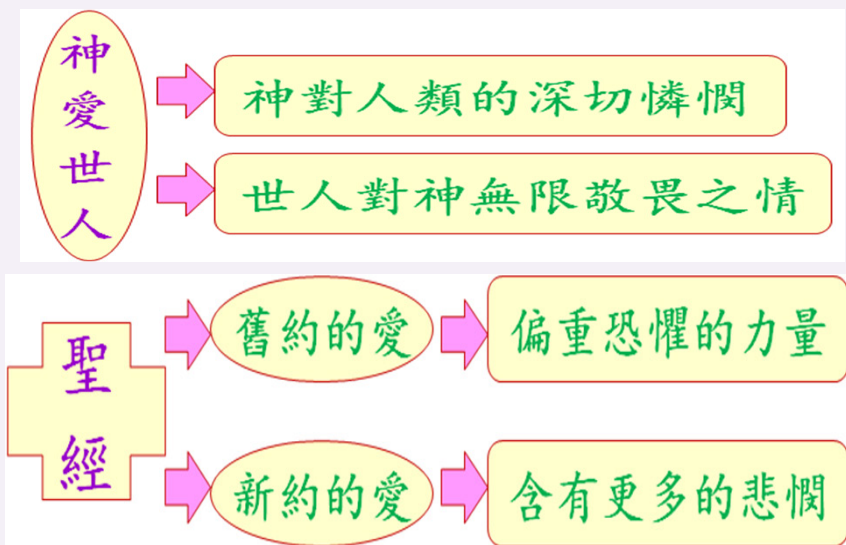 神愛世人
神對人類的深切憐憫
世人對神無限敬畏之情
聖經
舊約的愛
偏重恐懼的力量
新約的愛
含有更多的悲憫